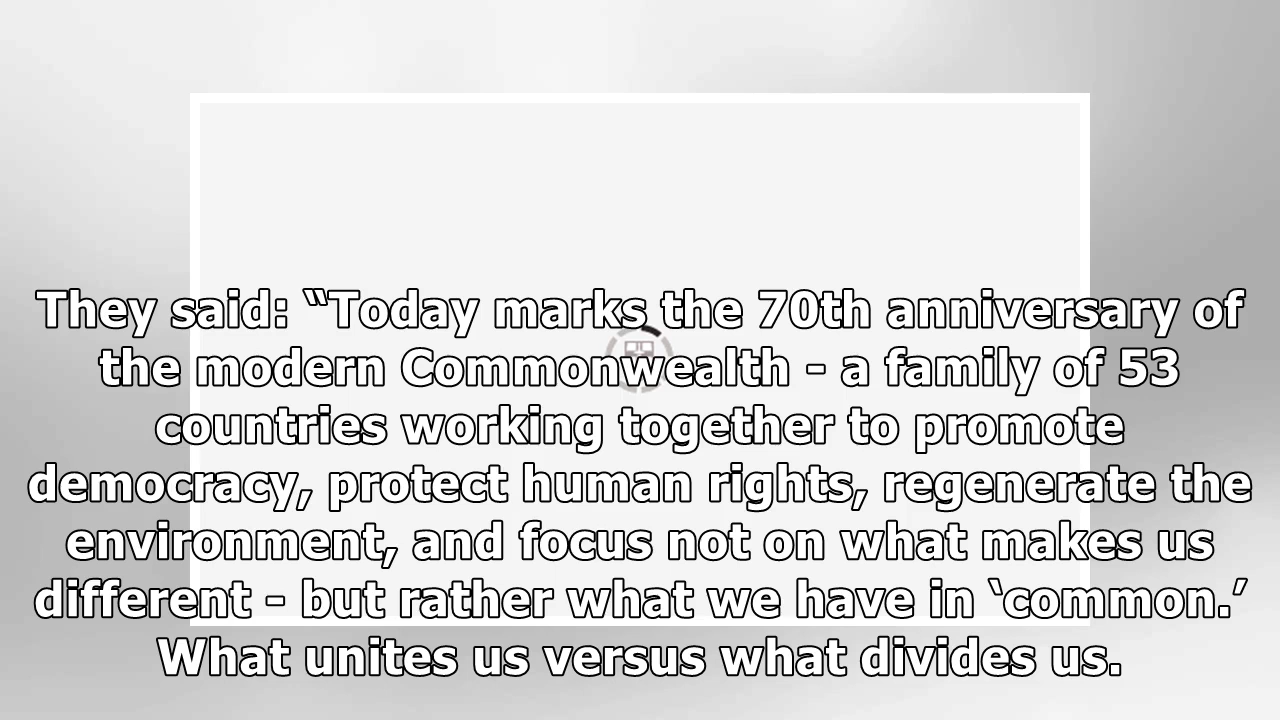 They said: “Today marks the 70th anniversary of
the modern Commonwealth - a family of 53
countries working together to promote
democracy, protect human rights, regenerate the
environment, and focus not on what makes us
different - but rather what we have in ‘common.’
What unites us versus what divides us.